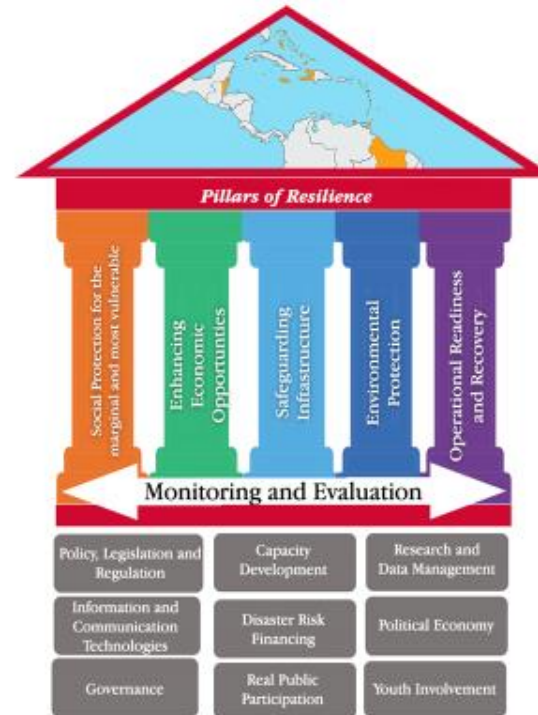 Pillars of Resilience
Social Protection for the
marginal and most vulnerable
Enhancing
Economic
Opportunties
Safeguarding
Inftastructure
Environmental
Protection
Operational Readiness
and Recovery
Monitoring and Evaluation
Policy, Legislation and
Regulation
Capacity
Development
Research and
Data Management
Information and
Communication
Technologies
Disaster Risk
Financing
Political Economy
Governance
Real Public
Participation
Youth Involvement